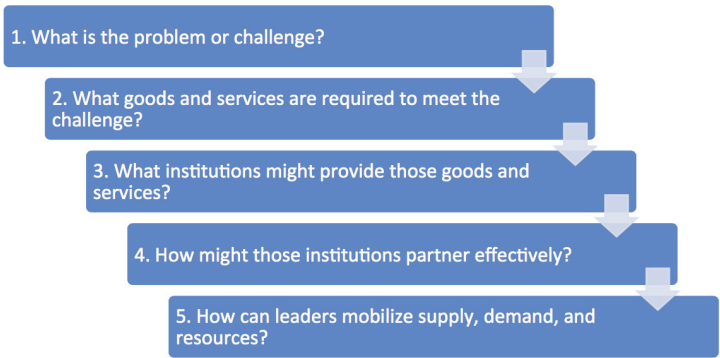 1. What is the problem or challenge?
2. What goods and services are required to meet the
challenge?
3. What institutions might provide those goods and
services?
4. How might those institutions partner effectively?
5. How can leaders mobilize supply, demand, and
resources?